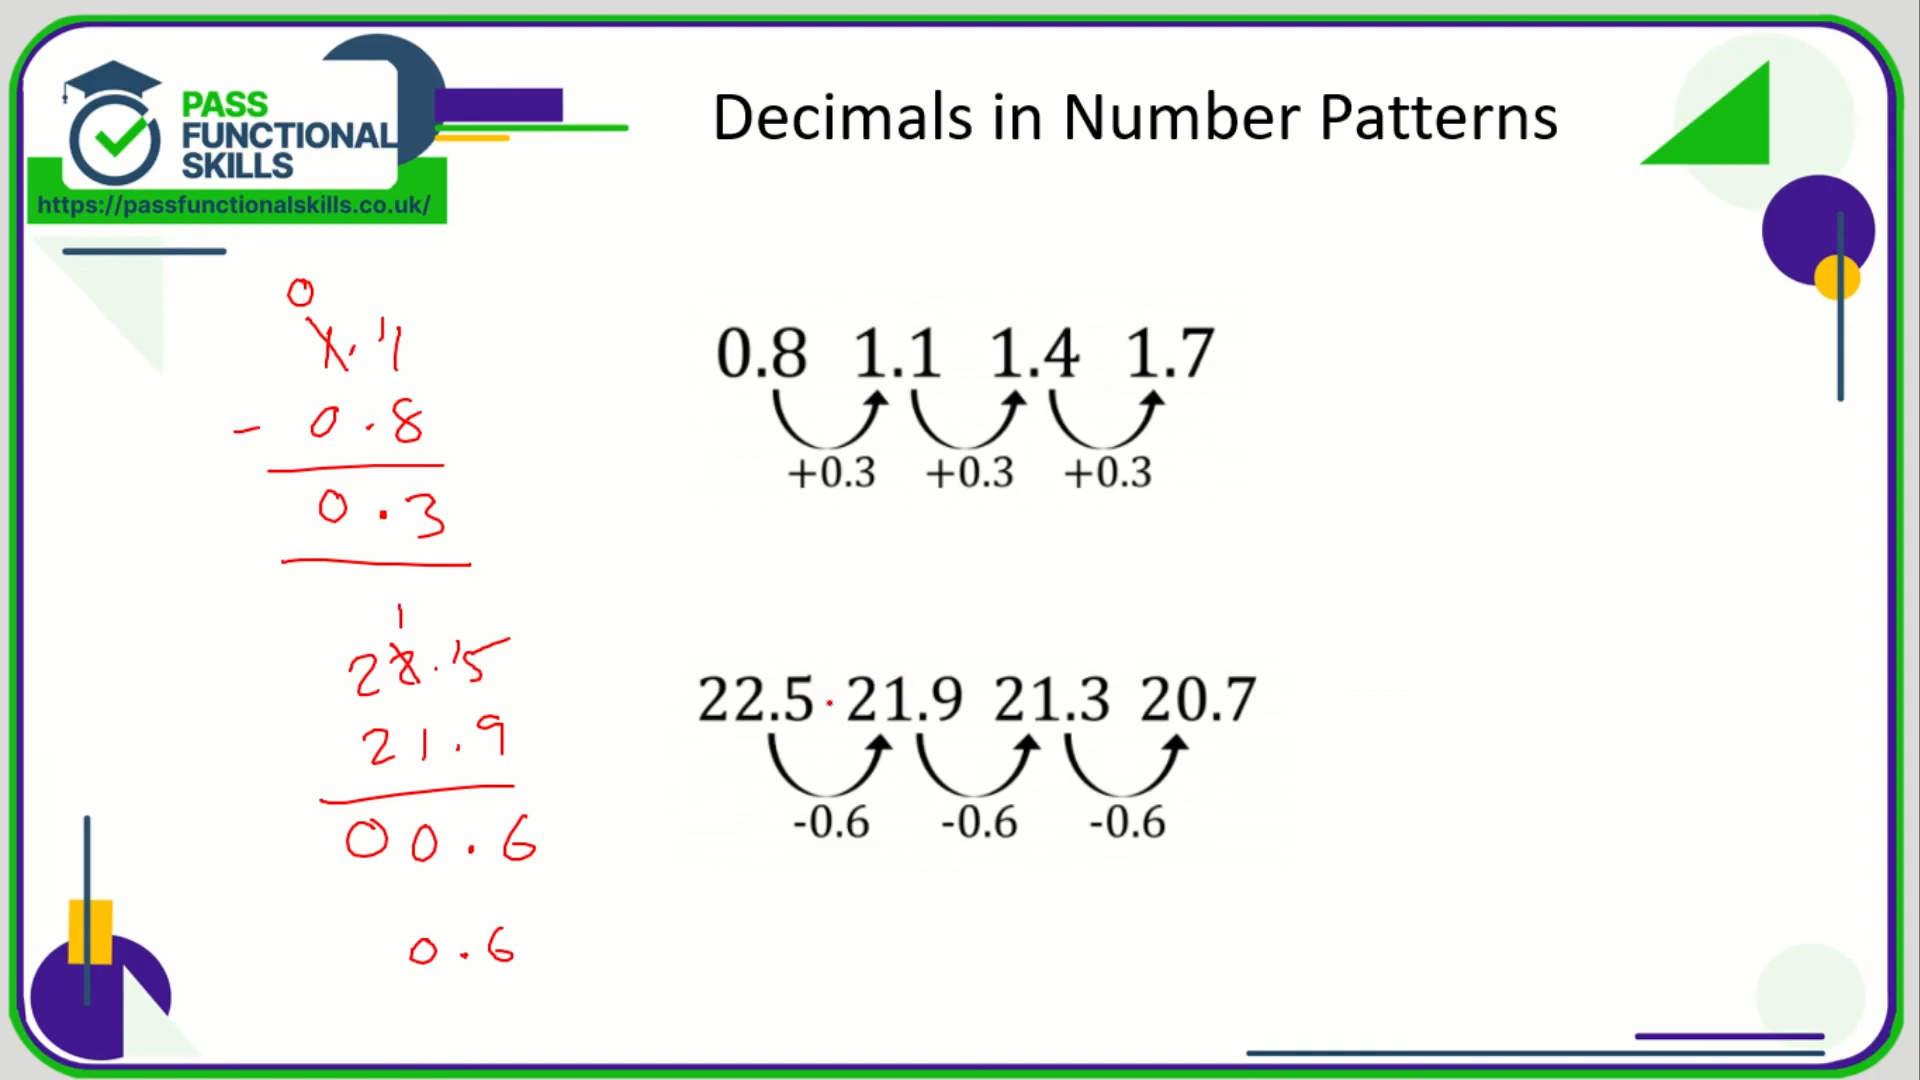 PASS
FUNCTIONAL
SKILLS
https://passfunctionalskills.co.uk/
Decimals in Number Patterns
0
1.11
- 0.8
0.3
1
22.15
21.9
00.6
0.6
0.8 1.1 1.4 1.7
+0.3 +0.3 +0.3
22.5 21.9 21.3 20.7
-0.6 -0.6 -0.6